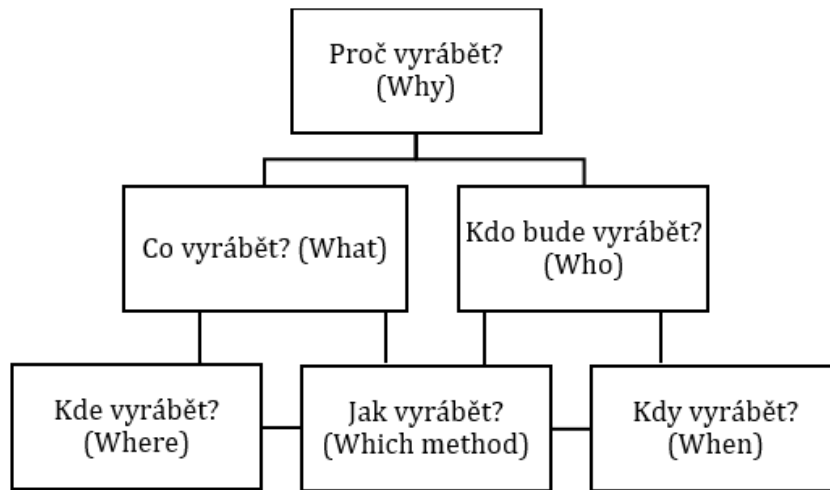 Proč vyrábět?
(Why)
Co vyrábět? (What)
Kdo bude vyrábět?
(Who)
Kde vyrábět?
(Where)
Jak vyrábět?
(Which method)
Kdy vyrábět?
(When)